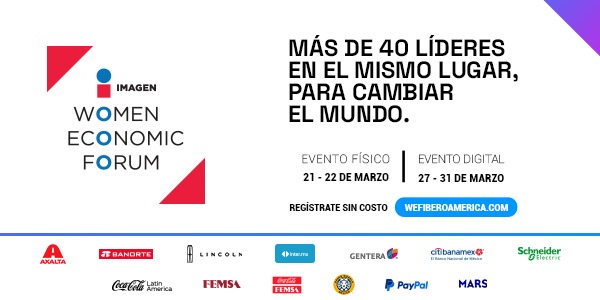 IMAGEN
WOMEN
ECONOMIC
FORUM
MÁS DE 40 LÍDERES
EN EL MISMO LUGAR,
PARA CAMBIAR
EL MUNDO.
EVENTO FÍSICO
21 - 22 DE MARZO
EVENTO DIGITAL
27 - 31 DE MARZO
REGÍSTRATE SIN COSTO
WEFIBEROAMERICA.COM
AXALTA
BANORTE
LINCOLN
inter.mx
GENTERA
citibanamex
El Banco Nacional de México
Schneider
Electric
Coca-Cola Latin
America
FEMSA
Coca-Cola
FEMSA
PayPal
MARS